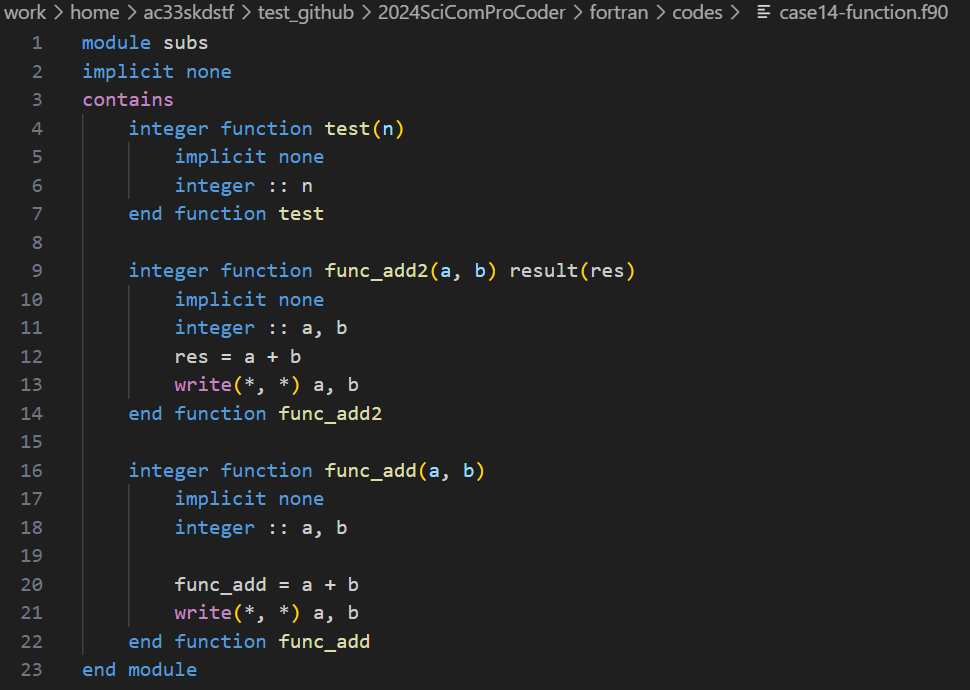 work > home > ac33skdstf > test_github > 2024SciComProCoder > fortran > codes > case14-function.f90
1 module subs
2 implicit none
3 contains
4 integer function test(n)
5 implicit none
6 integer :: n
7 end function test
8
9 integer function func_add2(a, b) result(res)
10 implicit none
11 integer :: a, b
12 res = a + b
13 write(*, *) a, b
14 end function func_add2
15
16 integer function func_add(a, b)
17 implicit none
18 integer :: a, b
19
20 func_add = a + b
21 write(*, *) a, b
22 end function func_add
23 end module